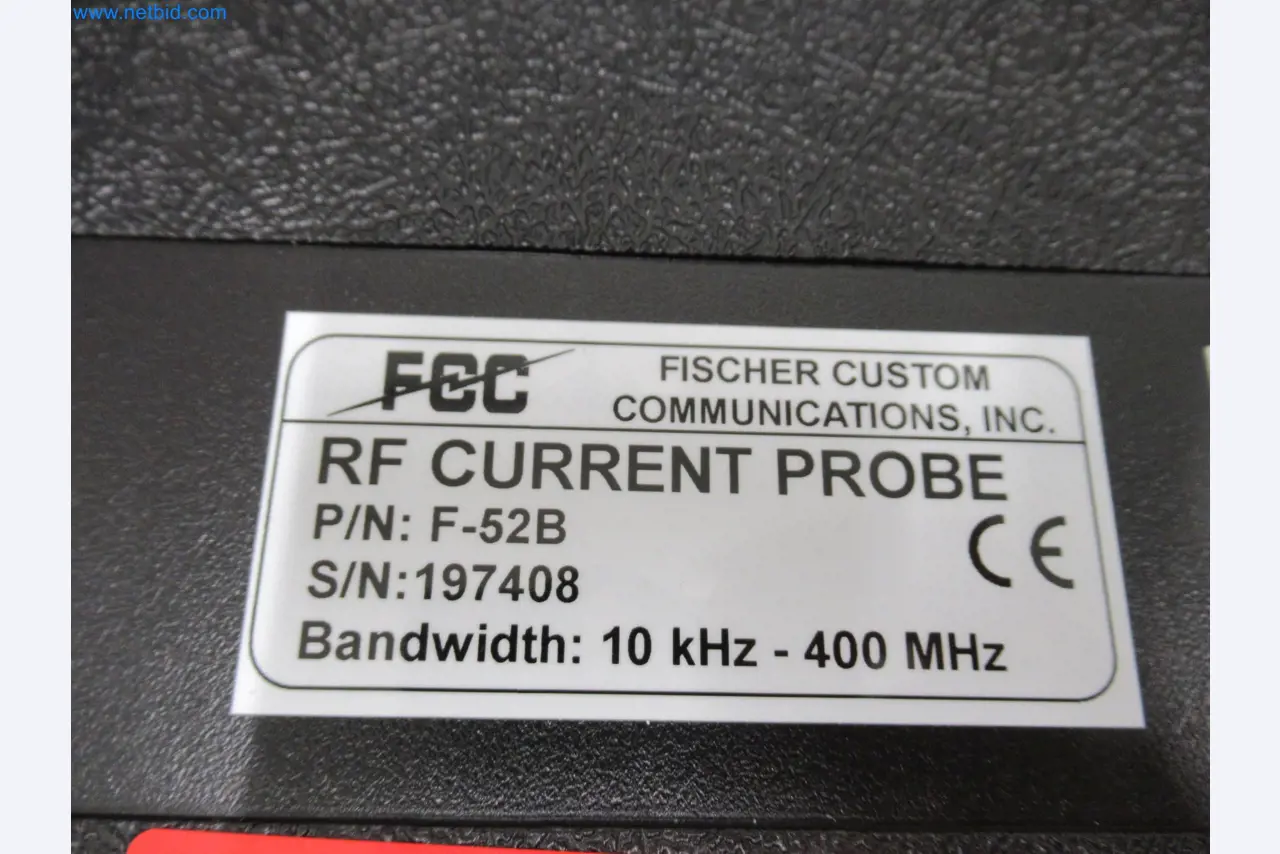 www.netbid.com
FCC
FISCHER CUSTOM
COMMUNICATIONS, INC.
RF CURRENT PROBE
P/N: F-52B
CE
S/N:197408
Bandwidth: 10 kHz - 400 MHz